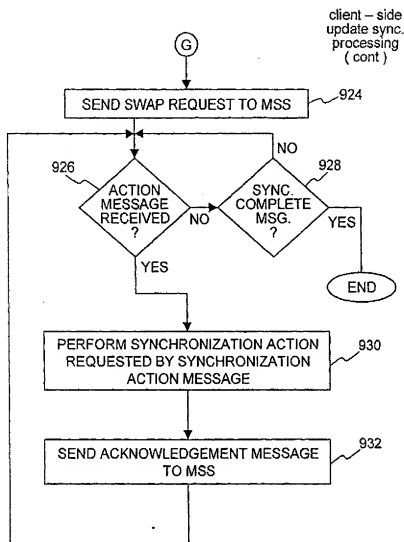 client – side
update sync.
processing
( cont )
G
SEND SWAP REQUEST TO MSS
924
926
ACTION
MESSAGE
RECEIVED
?
NO
YES
NO
928
SYNC.
COMPLETE
MSG.
?
YES
END
PERFORM SYNCHRONIZATION ACTION
REQUESTED BY SYNCHRONIZATION
ACTION MESSAGE
930
SEND ACKNOWLEDGEMENT MESSAGE
TO MSS
932